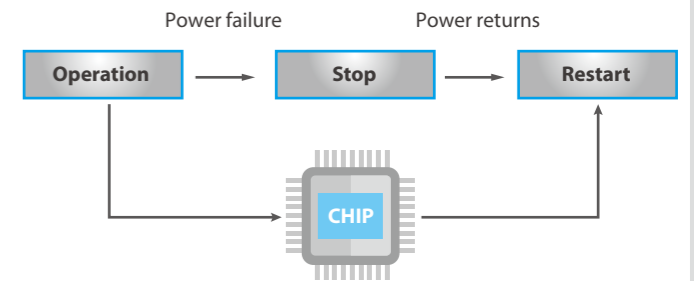 Power failure
Power returns
Operation
Stop
Restart
CHIP